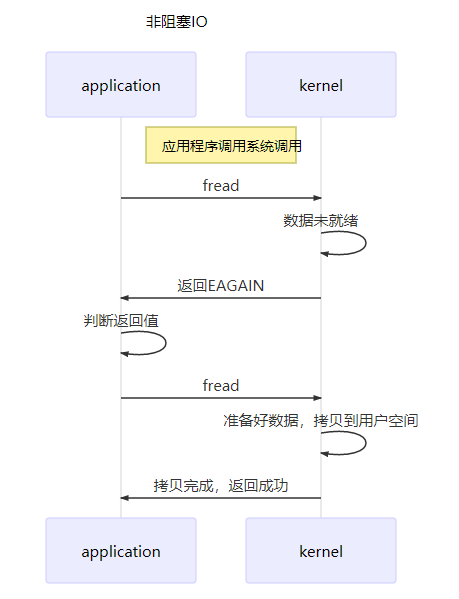 非阻塞IO
application
kernel
应用程序调用系统调用
fread
数据未就绪
返回EAGAIN
判断返回值
fread
准备好数据，拷贝到用户空间
拷贝完成，返回成功
application
kernel